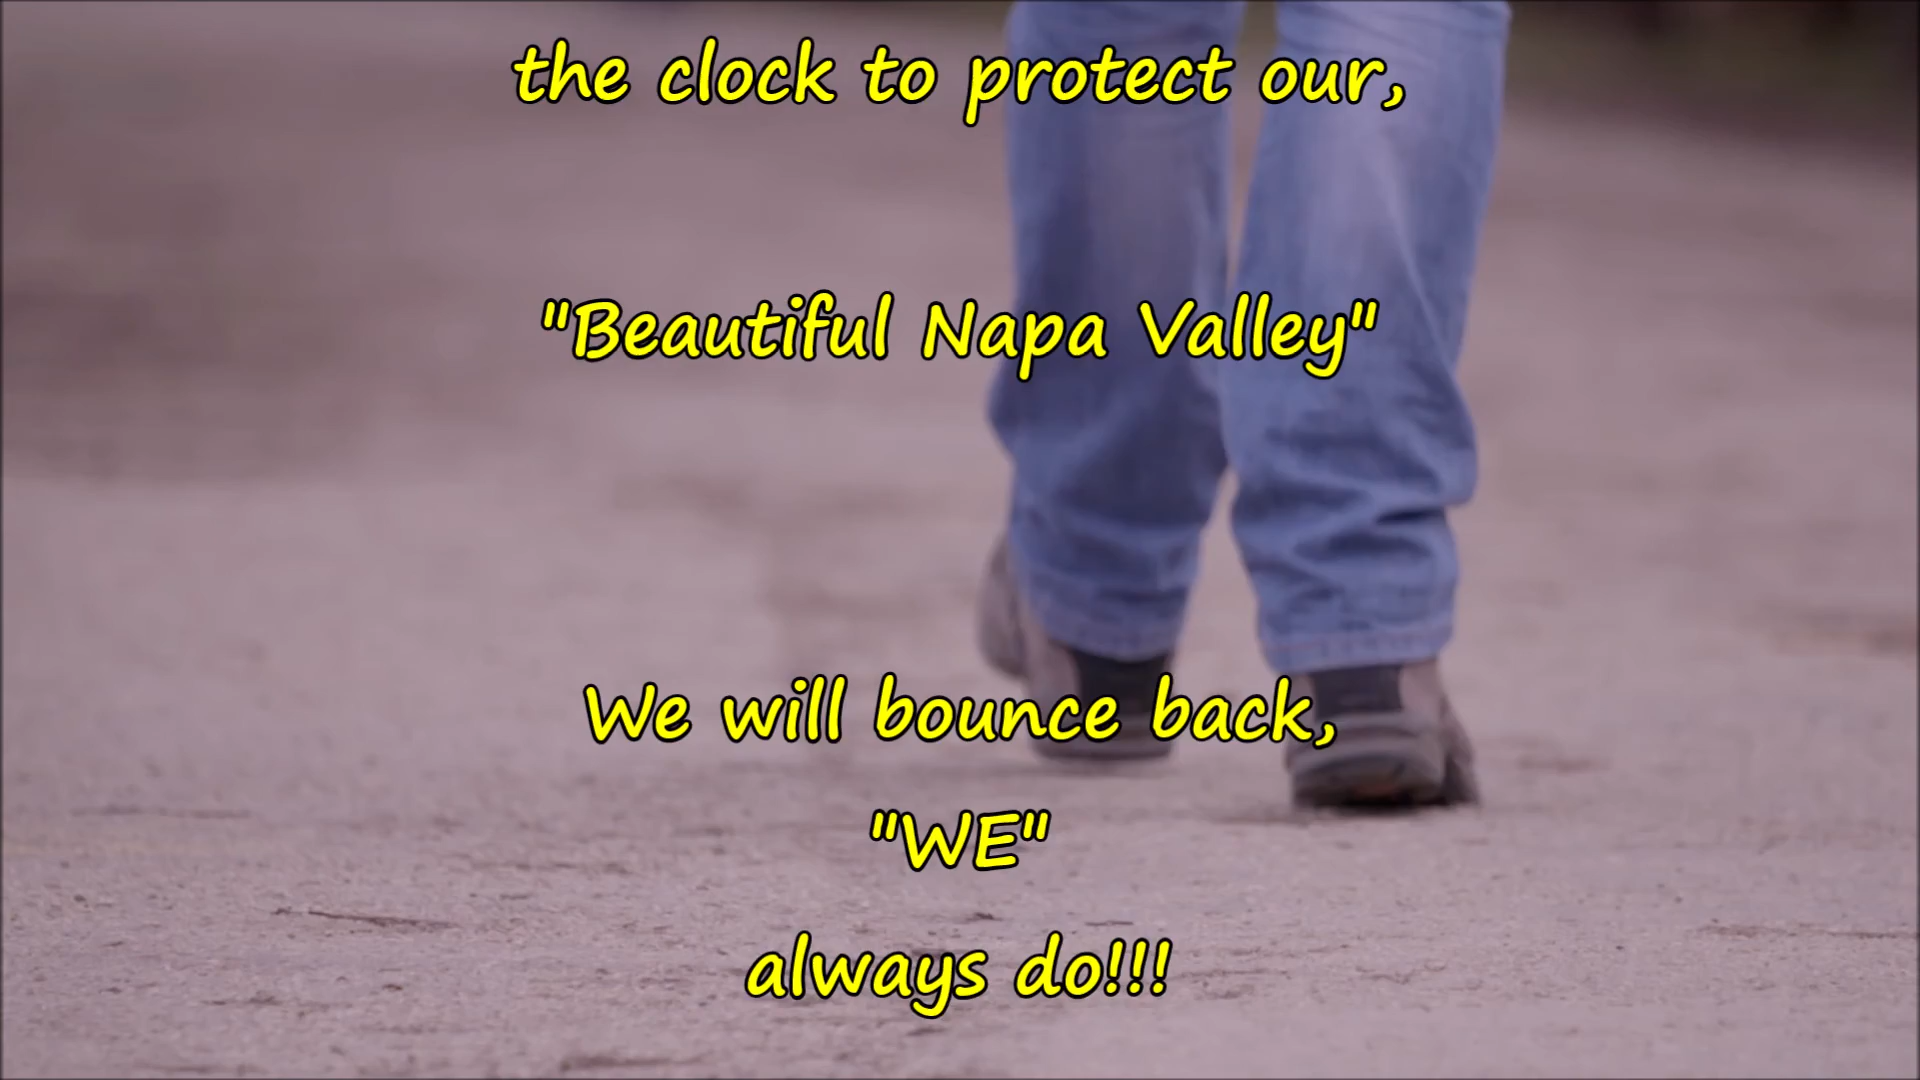 the clock to protect our,
"Beautiful Napa Valley"
We will bounce back,
"WE"
always do!!!